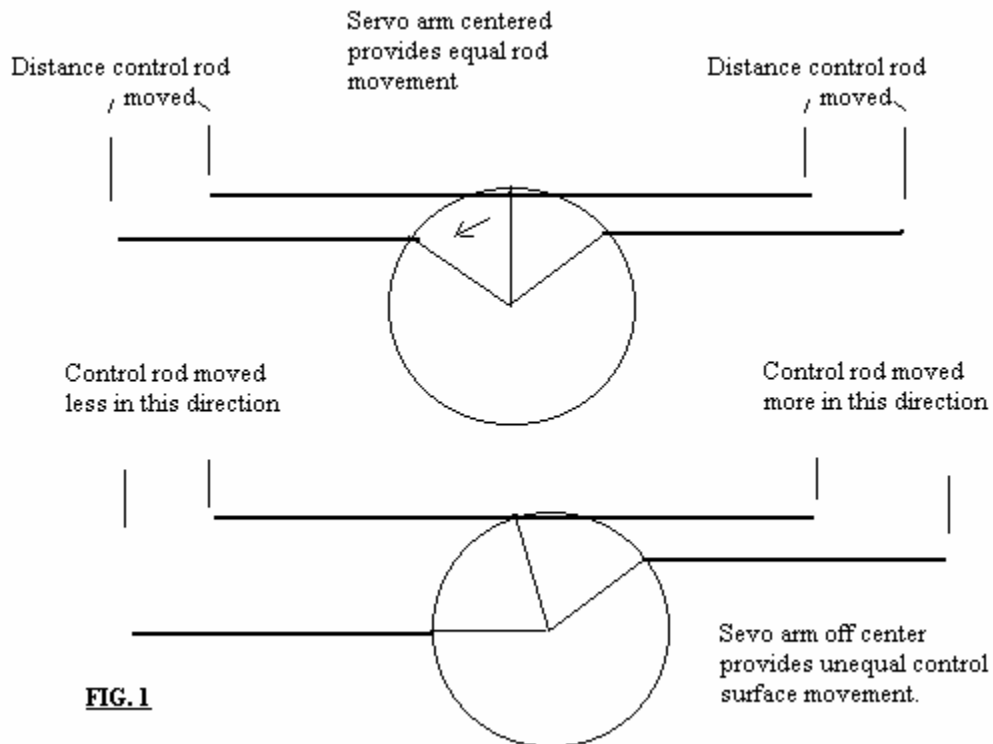 Servo arm centered
provides equal rod
movement
Distance control rod
moved
Distance control rod
moved
Control rod moved
less in this direction
Control rod moved
more in this direction
Sevo arm off center
provides unequal control
surface movement.
FIG. 1